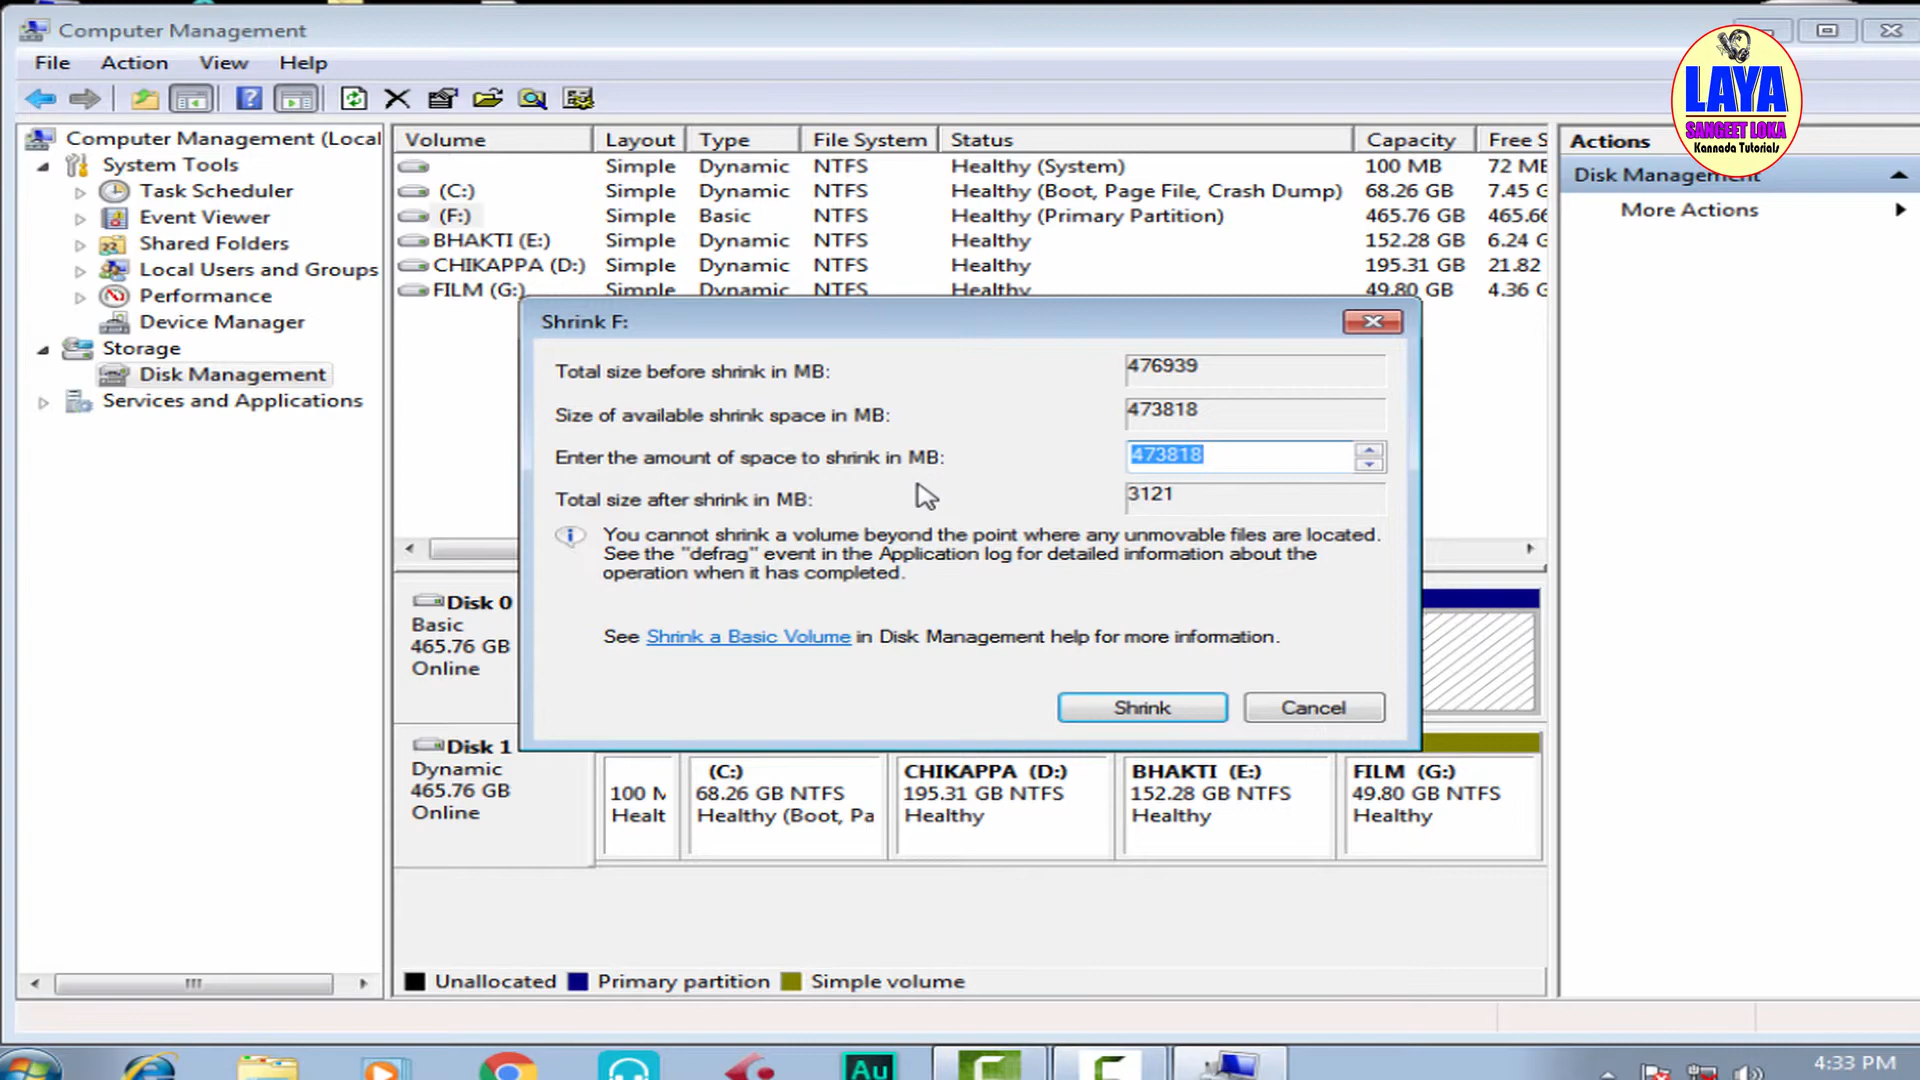 Computer Management
File Action View Help
LAYA
SANGEET LOKA
Kannada Tutorials
Computer Management (Local
System Tools
Task Scheduler
Event Viewer
Shared Folders
Local Users and Groups
Performance
Device Manager
Storage
Disk Management
Services and Applications
Volume Layout Type File System Status Capacity Free S
Simple Dynamic NTFS Healthy (System) 100 MB 72 ME
(C:) Simple Dynamic NTFS Healthy (Boot, Page File, Crash Dump) 68.26 GB 7.45 G
(F:) Simple Basic NTFS Healthy (Primary Partition) 465.76 GB 465.66
BHAKTI (E:) Simple Dynamic NTFS Healthy 152.28 GB 6.24 G
CHIKAPPA (D:) Simple Dynamic NTFS Healthy 195.31 GB 21.82
FILM (G:) Simple Dynamic NTFS Healthy 49.80 GB 4.36 G
Actions
Disk Management
More Actions
Shrink F:
Total size before shrink in MB: 476939
Size of available shrink space in MB: 473818
Enter the amount of space to shrink in MB: 473818
Total size after shrink in MB: 3121
You cannot shrink a volume beyond the point where any unmovable files are located.
See the "defrag" event in the Application log for detailed information about the
operation when it has completed.
See Shrink a Basic Volume in Disk Management help for more information.
Shrink Cancel
Disk 0
Basic
465.76 GB
Online
Disk 1
Dynamic
465.76 GB
Online
100 M
Healt
(C:)
68.26 GB NTFS
Healthy (Boot, Pa
CHIKAPPA (D:)
195.31 GB NTFS
Healthy
BHAKTI (E:)
152.28 GB NTFS
Healthy
FILM (G:)
49.80 GB NTFS
Healthy
Unallocated Primary partition Simple volume
Au
4:33 PM